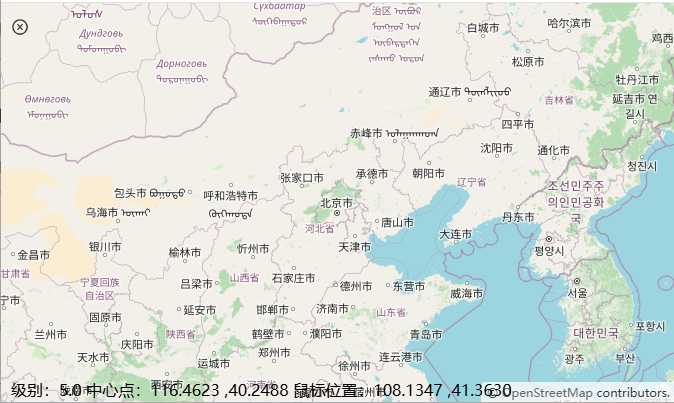 Сүхбаатар
治区
哈尔滨市
白城市
鸡西
Дундговь
松原市
Дорноговь
牡丹江市
Өмнөговь
通辽市
吉林省
延吉市 연
길시
四平市
赤峰市
沈阳市
通化市
청진시
张家口市
承德市
朝阳市
辽宁省
조선민주주
의인민공화
국
包头市
呼和浩特市
北京市
乌海市
唐山市
丹东市
河北省
大连市
银川市
忻州市
天津市
평양시
金昌市
榆林市
甘肃省
宁夏回族
自治区
吕梁市
山西省
石家庄市
德州市
东营市
威海市
서울
延安市
邯郸市
济南市
山东省
固原市
兰州市
庆阳市
陕西省
鹤壁市
濮阳市
青岛市
대한민국
포항시
天水市
运城市
郑州市
连云港市
광주
부산
徐州市
西安市
河南省
级别：5.0 中心点：116.4623 ,40.2488 鼠标位置：108.1347 ,41.3630
© OpenStreetMap contributors.